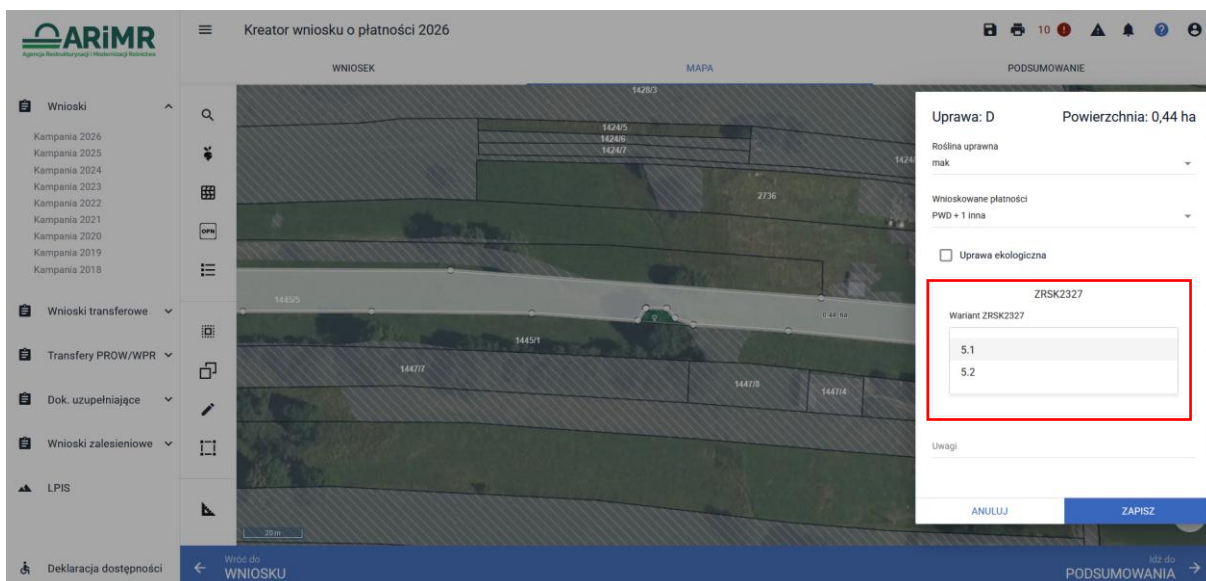 ARiMR
Agencja Restrukturyzacji i Modernizacji Rolnictwa
Kreator wniosku o płatności 2026
10
WNIOSEK
MAPA
PODSUMOWANIE
Wnioski
Kampania 2026
Kampania 2025
Kampania 2024
Kampania 2023
Kampania 2022
Kampania 2021
Kampania 2020
Kampania 2019
Kampania 2018
Wnioski transferowe
Transfery PROW/WPR
Dok. uzupełniające
Wnioski zalesieniowe
LPIS
Deklaracja dostępności
OPN
1428/3
1424/5
1424/6
1424/7
1424/
2736
1445/5
0.44 ha
1445/1
1447/7
1447/8
1447/4
20 m
Uprawa: D
Powierzchnia: 0,44 ha
Roślina uprawna
mak
Wnioskowane płatności
PWD + 1 inna
Uprawa ekologiczna
ZRSK2327
Wariant ZRSK2327
5.1
5.2
Uwagi
ANULUJ
ZAPISZ
Wróć do
WNIOSKU
Idź do
PODSUMOWANIA